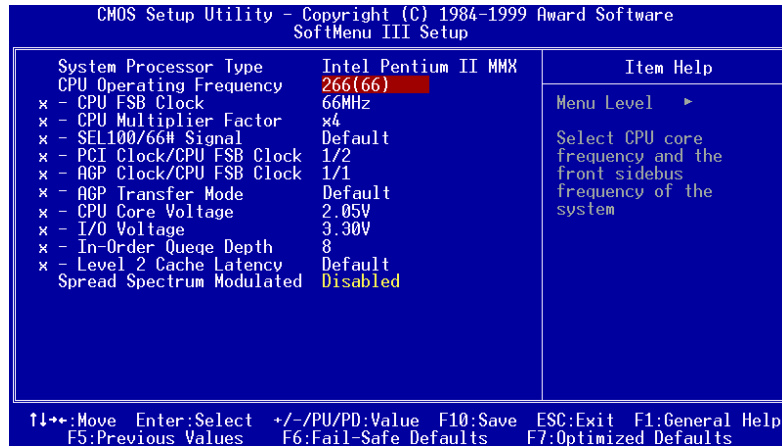 CMOS Setup Utility - Copyright (C) 1984-1999 Award Software
SoftMenu III Setup
System Processor Type Intel Pentium II MMX
CPU Operating Frequency 266(66)
x - CPU FSB Clock 66MHz
x - CPU Multiplier Factor x4
x - SEL100/66# Signal Default
x - PCI Clock/CPU FSB Clock 1/2
x - AGP Clock/CPU FSB Clock 1/1
x - AGP Transfer Mode Default
x - CPU Core Voltage 2.05V
x - I/O Voltage 3.30V
x - In-Order Queqe Depth 8
x - Level 2 Cache Latency Default
Spread Spectrum Modulated Disabled
Item Help
Menu Level ►
Select CPU core
frequency and the
front sidebus
frequency of the
system
↑↓→←:Move Enter:Select +/-/PU/PD:Value F10:Save ESC:Exit F1:General Help
F5:Previous Values F6:Fail-Safe Defaults F7:Optimized Defaults